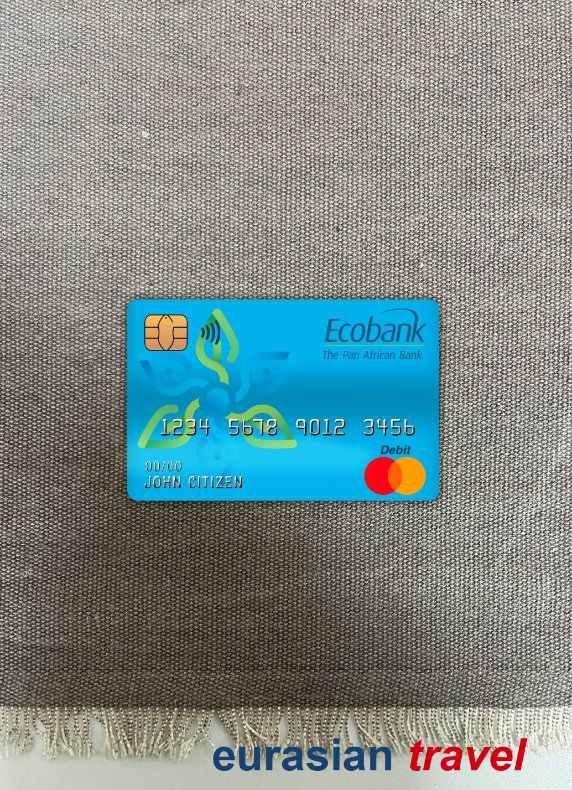 Ecobank
The Pan African Bank
1234 5678 9012 3456
Debit
00/00
JOHN CITIZEN
eurasian travel